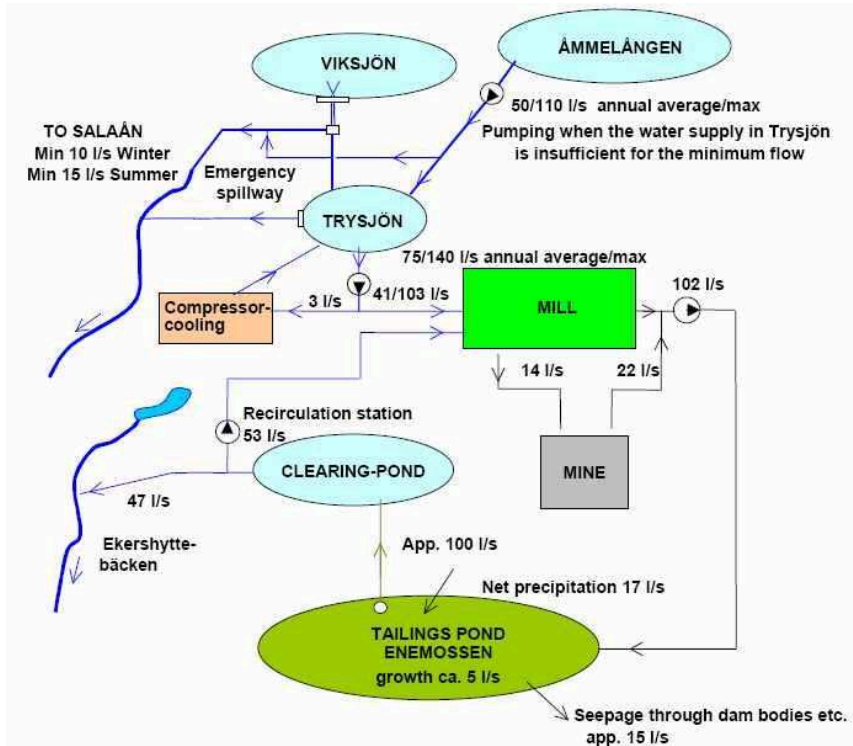 VIKSJÖN
ÅMMELÅNGEN
50/110 l/s annual average/max
Pumping when the water supply in Trysjön
is insufficient for the minimum flow
TO SALAÅN
Min 10 l/s Winter
Min 15 l/s Summer
Emergency
spillway
TRYSJÖN
75/140 l/s annual average/max
Compressor-
cooling
3 l/s
41/103 l/s
MILL
102 l/s
14 l/s
22 l/s
Recirculation station
53 l/s
CLEARING-POND
MINE
47 l/s
Ekershytte-
bäcken
App. 100 l/s
Net precipitation 17 l/s
TAILINGS POND
ENEMOSSEN
growth ca. 5 l/s
Seepage through dam bodies etc.
app. 15 l/s